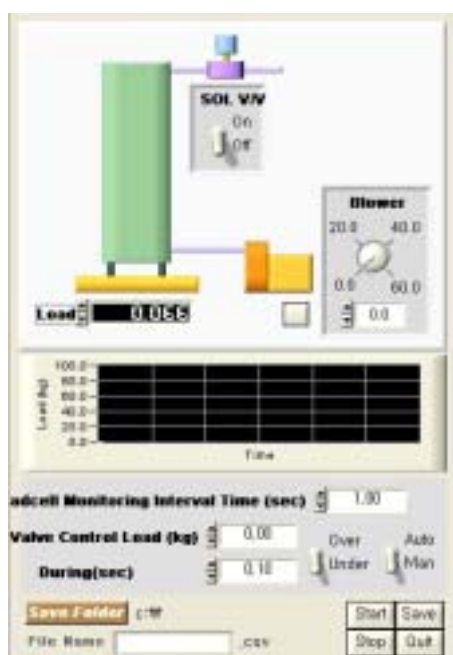 SOL V/V
On
Off
Blower
20.0 40.0
0.0 60.0
0.0
Load 0.066
100.0
80.0
60.0
40.0
20.0
0.0
Load (kg)
Time
adcell Monitoring Interval Time (sec) 1.00
Valve Control Load (kg) 0.00
Over Auto
Under Man
During(sec) 0.10
Save Folder c:₩
Start Save
File Name .csv
Stop Quit